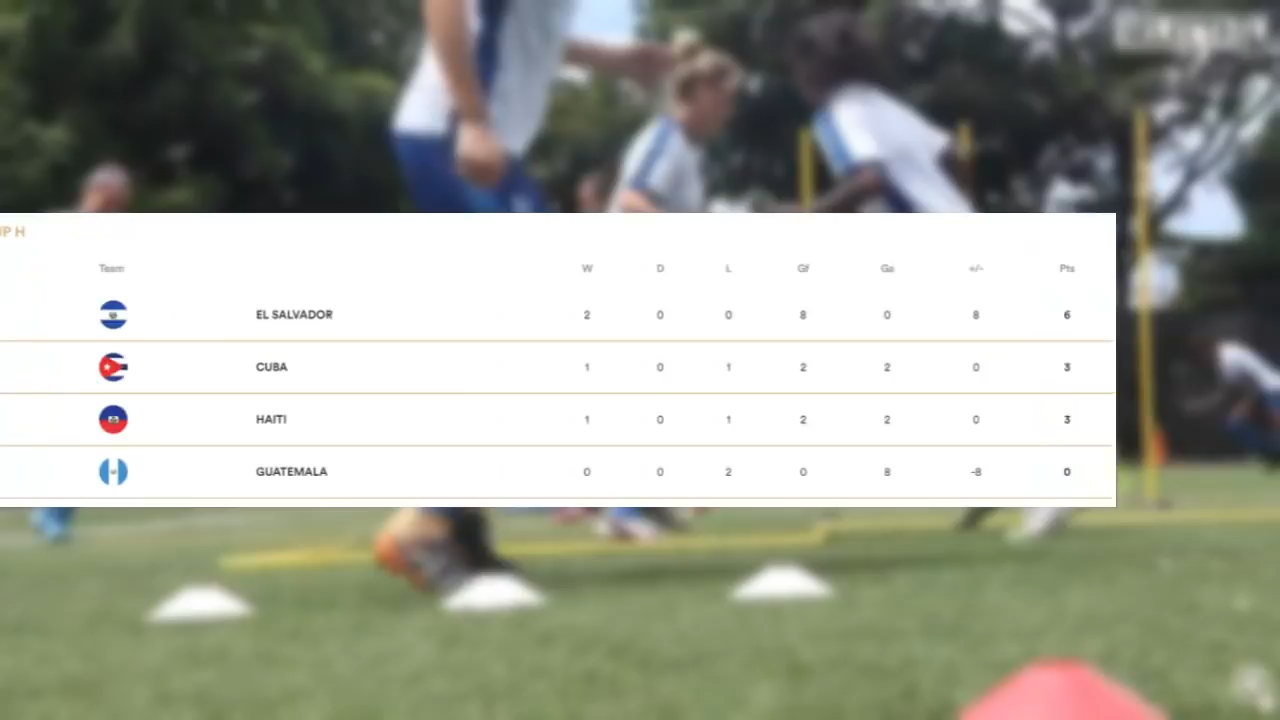 UP H
Team W D L Gf Ga +/- Pts
EL SALVADOR 2 0 0 8 0 8 6
CUBA 1 0 1 2 2 0 3
HAITI 1 0 1 2 2 0 3
GUATEMALA 0 0 2 0 8 -8 0